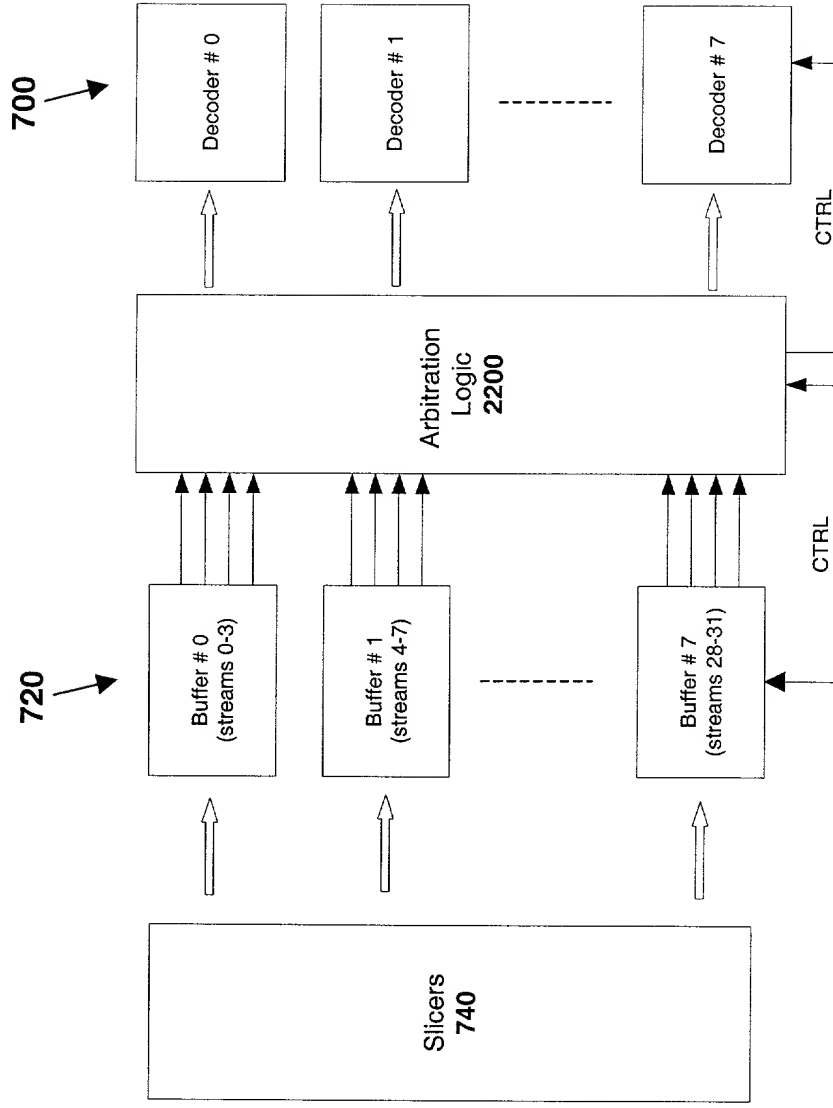 700
Decoder # 0
Decoder # 1
Decoder # 7
CTRL
Arbitration
Logic
2200
CTRL
720
Buffer # 0
(streams 0-3)
Buffer # 1
(streams 4-7)
Buffer # 7
(streams 28-31)
Slicers
740